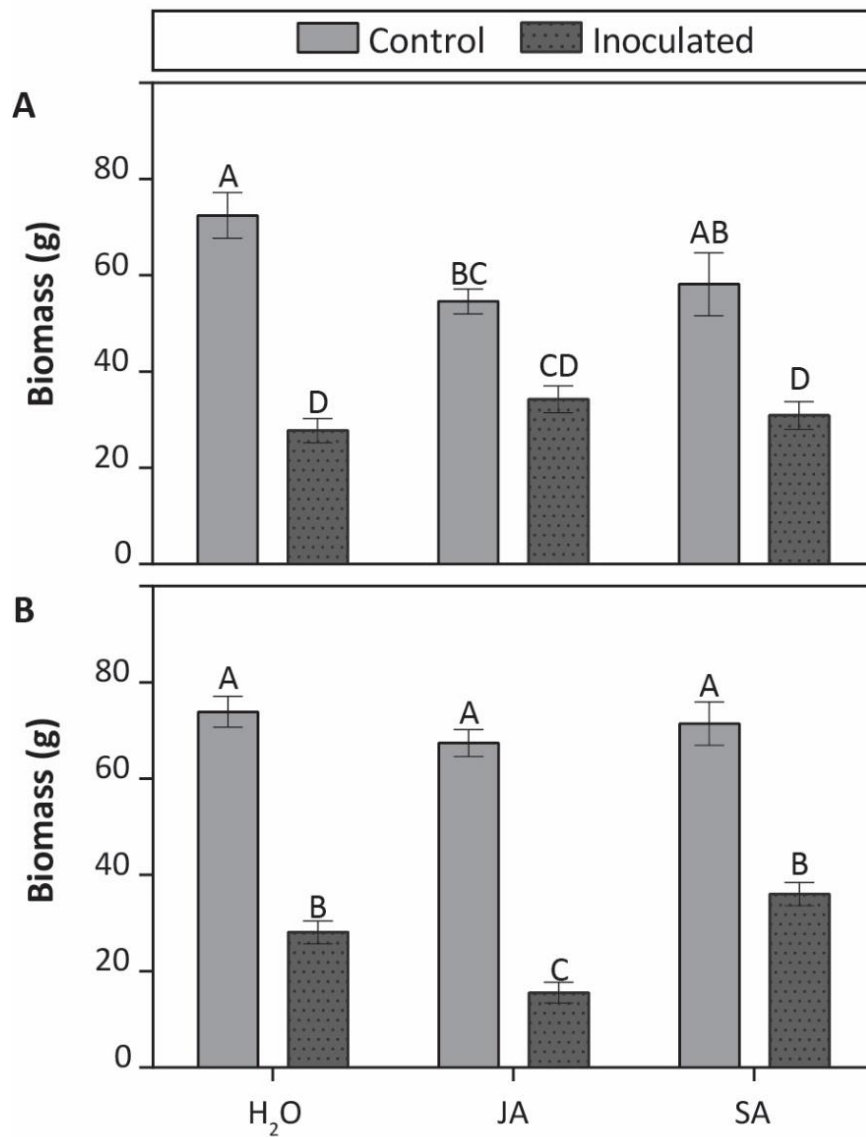 Control Inoculated
A
Biomass (g)
80
60
40
20
0
A
D
BC
CD
AB
D
B
Biomass (g)
80
60
40
20
0
A
B
A
C
A
B
H₂O JA SA